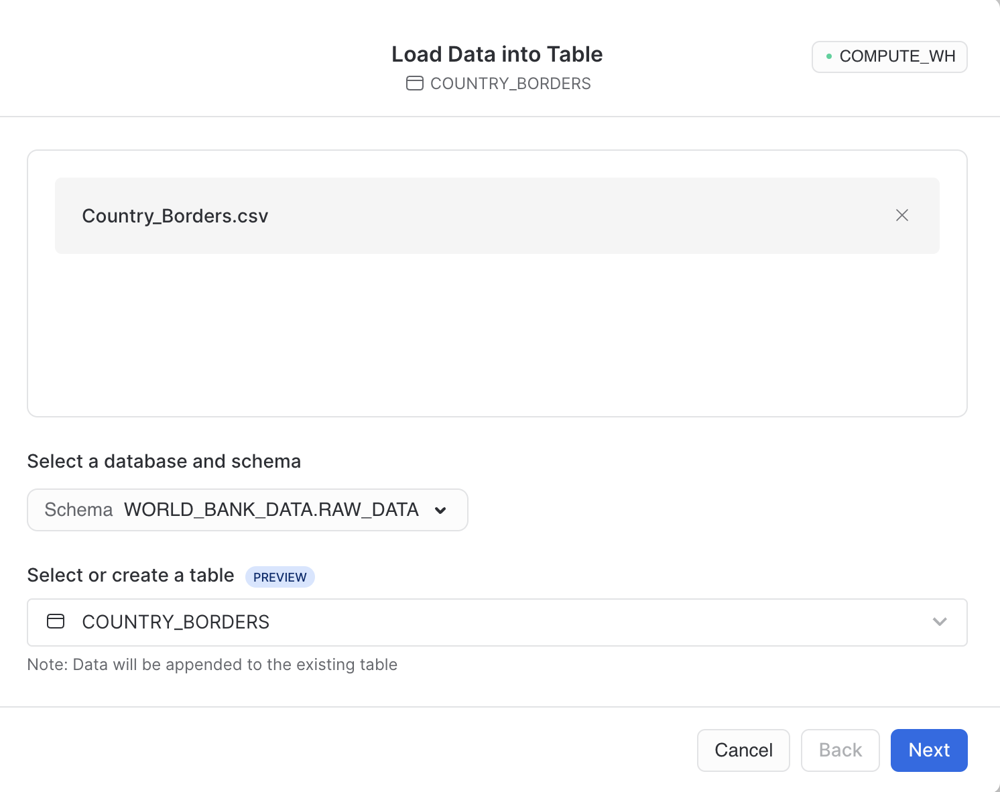 Load Data into Table
COMPUTE_WH
COUNTRY_BORDERS
Country_Borders.csv
Select a database and schema
Schema WORLD_BANK_DATA.RAW_DATA
Select or create a table PREVIEW
COUNTRY_BORDERS
Note: Data will be appended to the existing table
Cancel Back Next